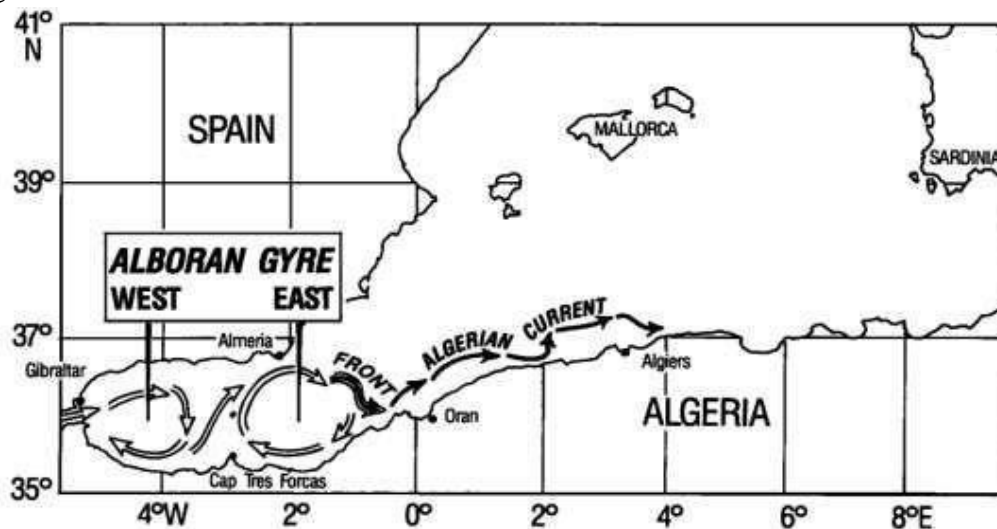 41°
N
SPAIN
MALLORCA
SARDINIA
39°
ALBORAN GYRE
WEST EAST
37°
Almeria
Gibraltar
FRONT
ALGERIAN
CURRENT
Algiers
Oran
ALGERIA
Cap Tres Forcas
35°
4°W 2° 0° 2° 4° 6° 8°E